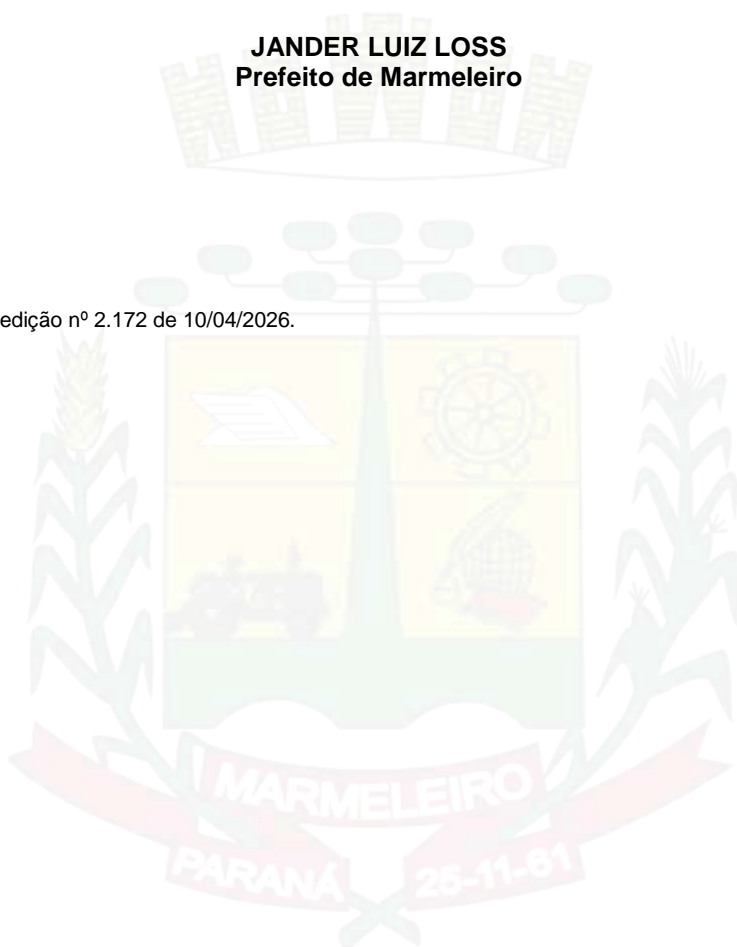 JANDER LUIZ LOSS
Prefeito de Marmeleiro
edição nº 2.172 de 10/04/2026.
MARMELEIRO
PARANÁ 25-11-61